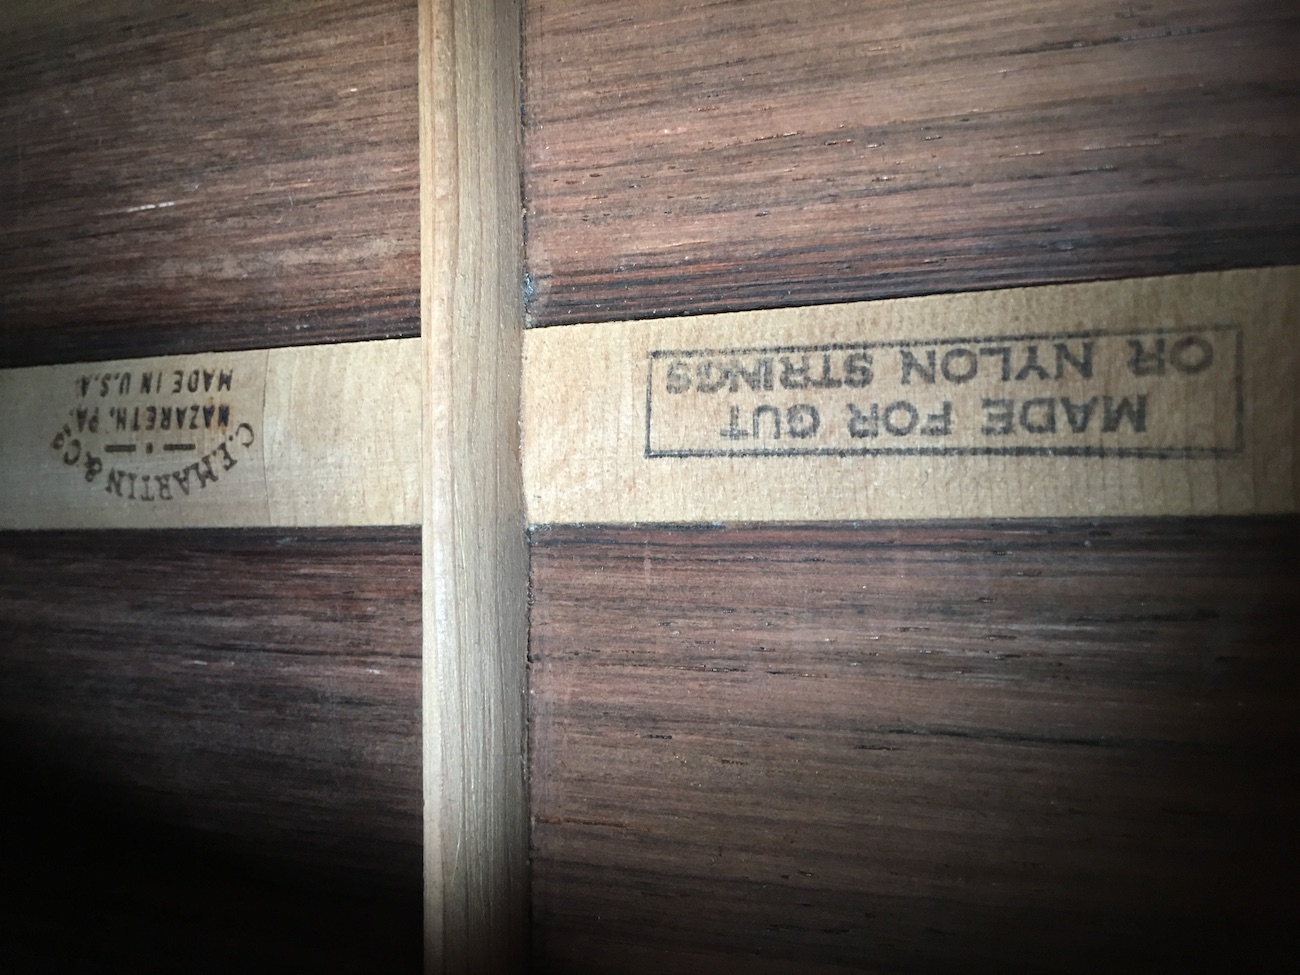 MADE FOR GUT
OR NYLON STRINGS
C.F. MARTIN & Co.
NAZARETH, PA.
MADE IN U.S.A.